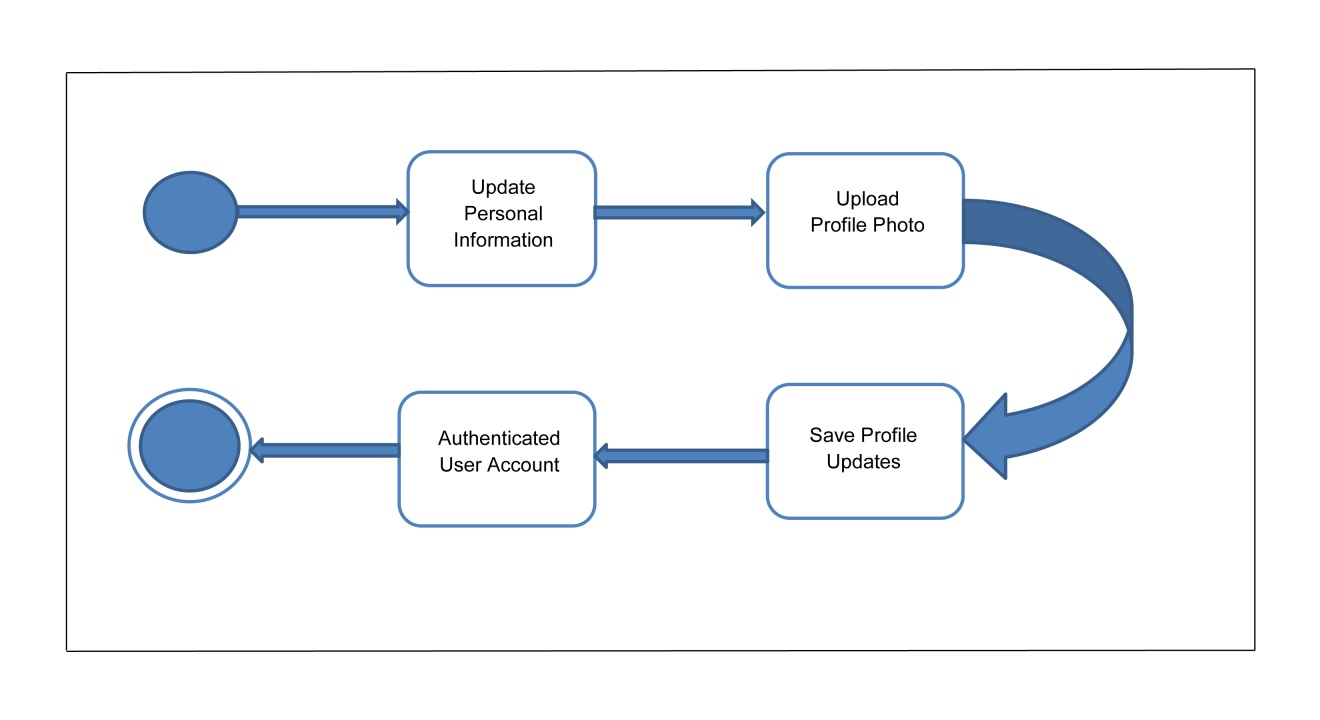 Update
Personal
Information
Upload
Profile Photo
Save Profile
Updates
Authenticated
User Account